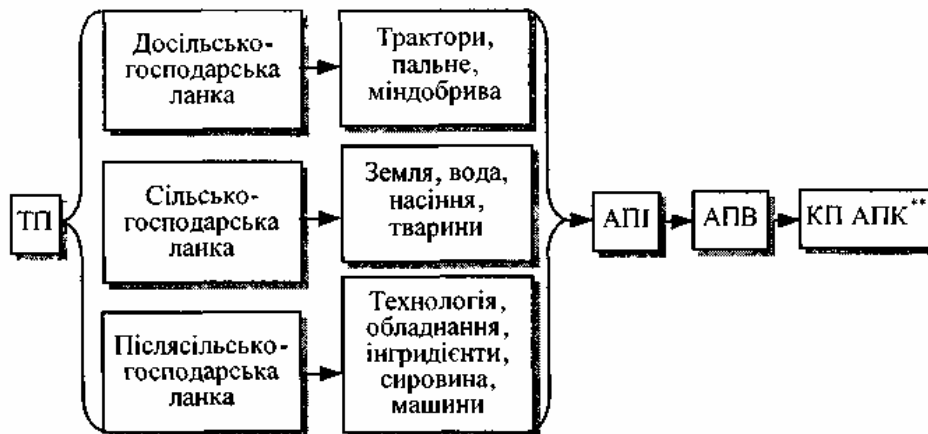 ТП
Досільсько-
господарська
ланка
Трактори,
пальне,
міндобрива
Сільсько-
господарська
ланка
Земля, вода,
насіння,
тварини
Післясільсько-
господарська
ланка
Технологія,
обладнання,
інгридієнти,
сировина,
машини
АПІ
АПВ
КП АПК**